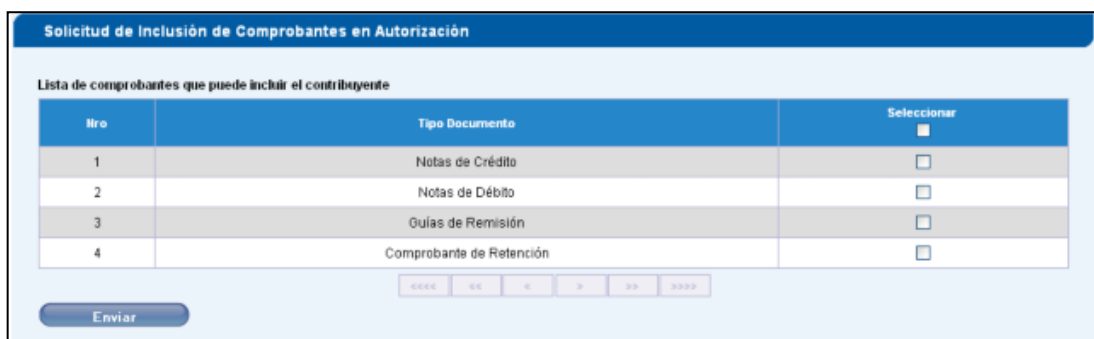 Solicitud de Inclusión de Comprobantes en Autorización
Lista de comprobantes que puede incluir el contribuyente
Nro Tipo Documento Seleccionar
1 Notas de Crédito
2 Notas de Débito
3 Guías de Remisión
4 Comprobante de Retención
<<<< << < > >> >>>>
Enviar